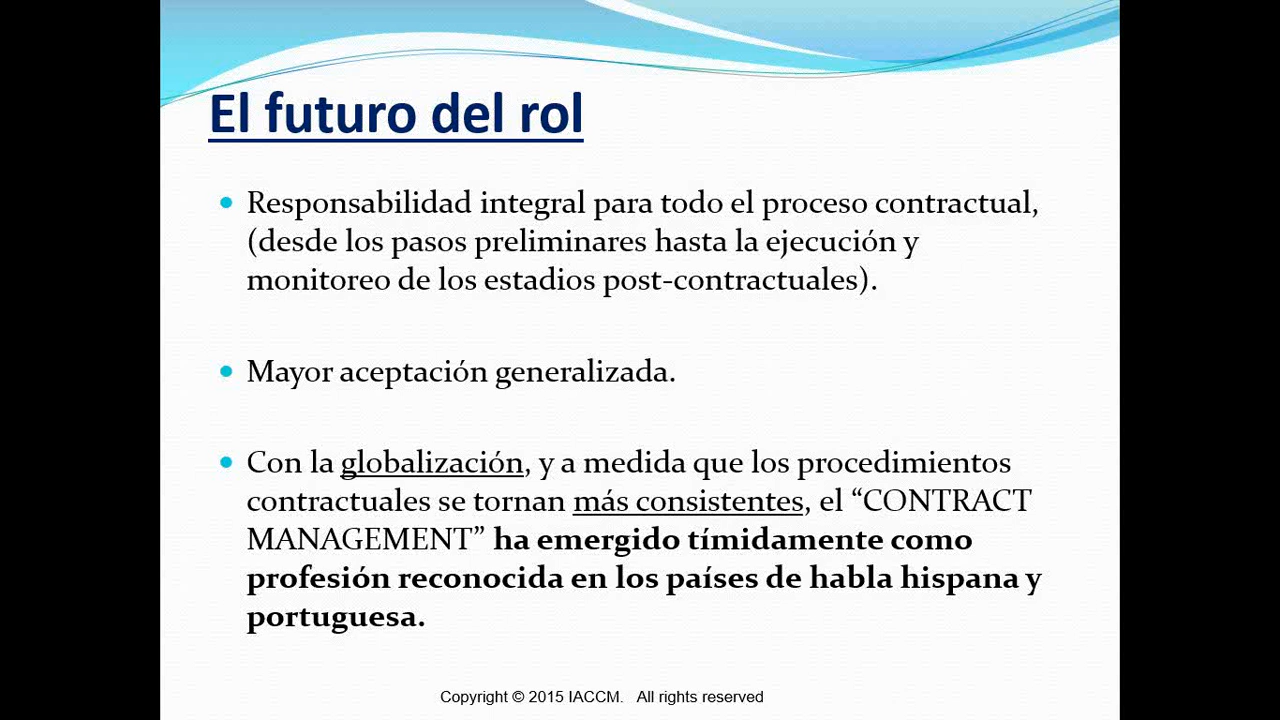 El futuro del rol
• Responsabilidad integral para todo el proceso contractual,
(desde los pasos preliminares hasta la ejecución y
monitoreo de los estadios post-contractuales).
• Mayor aceptación generalizada.
• Con la globalización, y a medida que los procedimientos
contractuales se tornan más consistentes, el “CONTRACT
MANAGEMENT” ha emergido tímidamente como
profesión reconocida en los países de habla hispana y
portuguesa.
Copyright © 2015 IACCM. All rights reserved